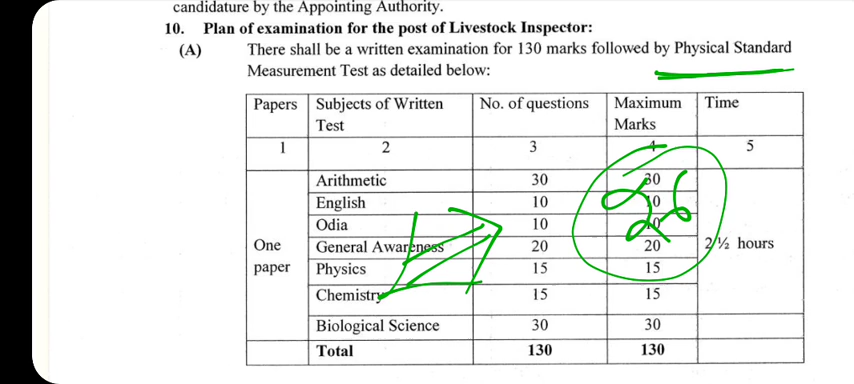 candidature by the Appointing Authority.
10. Plan of examination for the post of Livestock Inspector:
(A) There shall be a written examination for 130 marks followed by Physical Standard
Measurement Test as detailed below:
Papers Subjects of Written Test No. of questions Maximum Marks Time
1 2 3 4 5
One paper
Arithmetic 30 30
English 10 10
Odia 10 10
General Awareness 20 20 2 ½ hours
Physics 15 15
Chemistry 15 15
Biological Science 30 30
Total 130 130